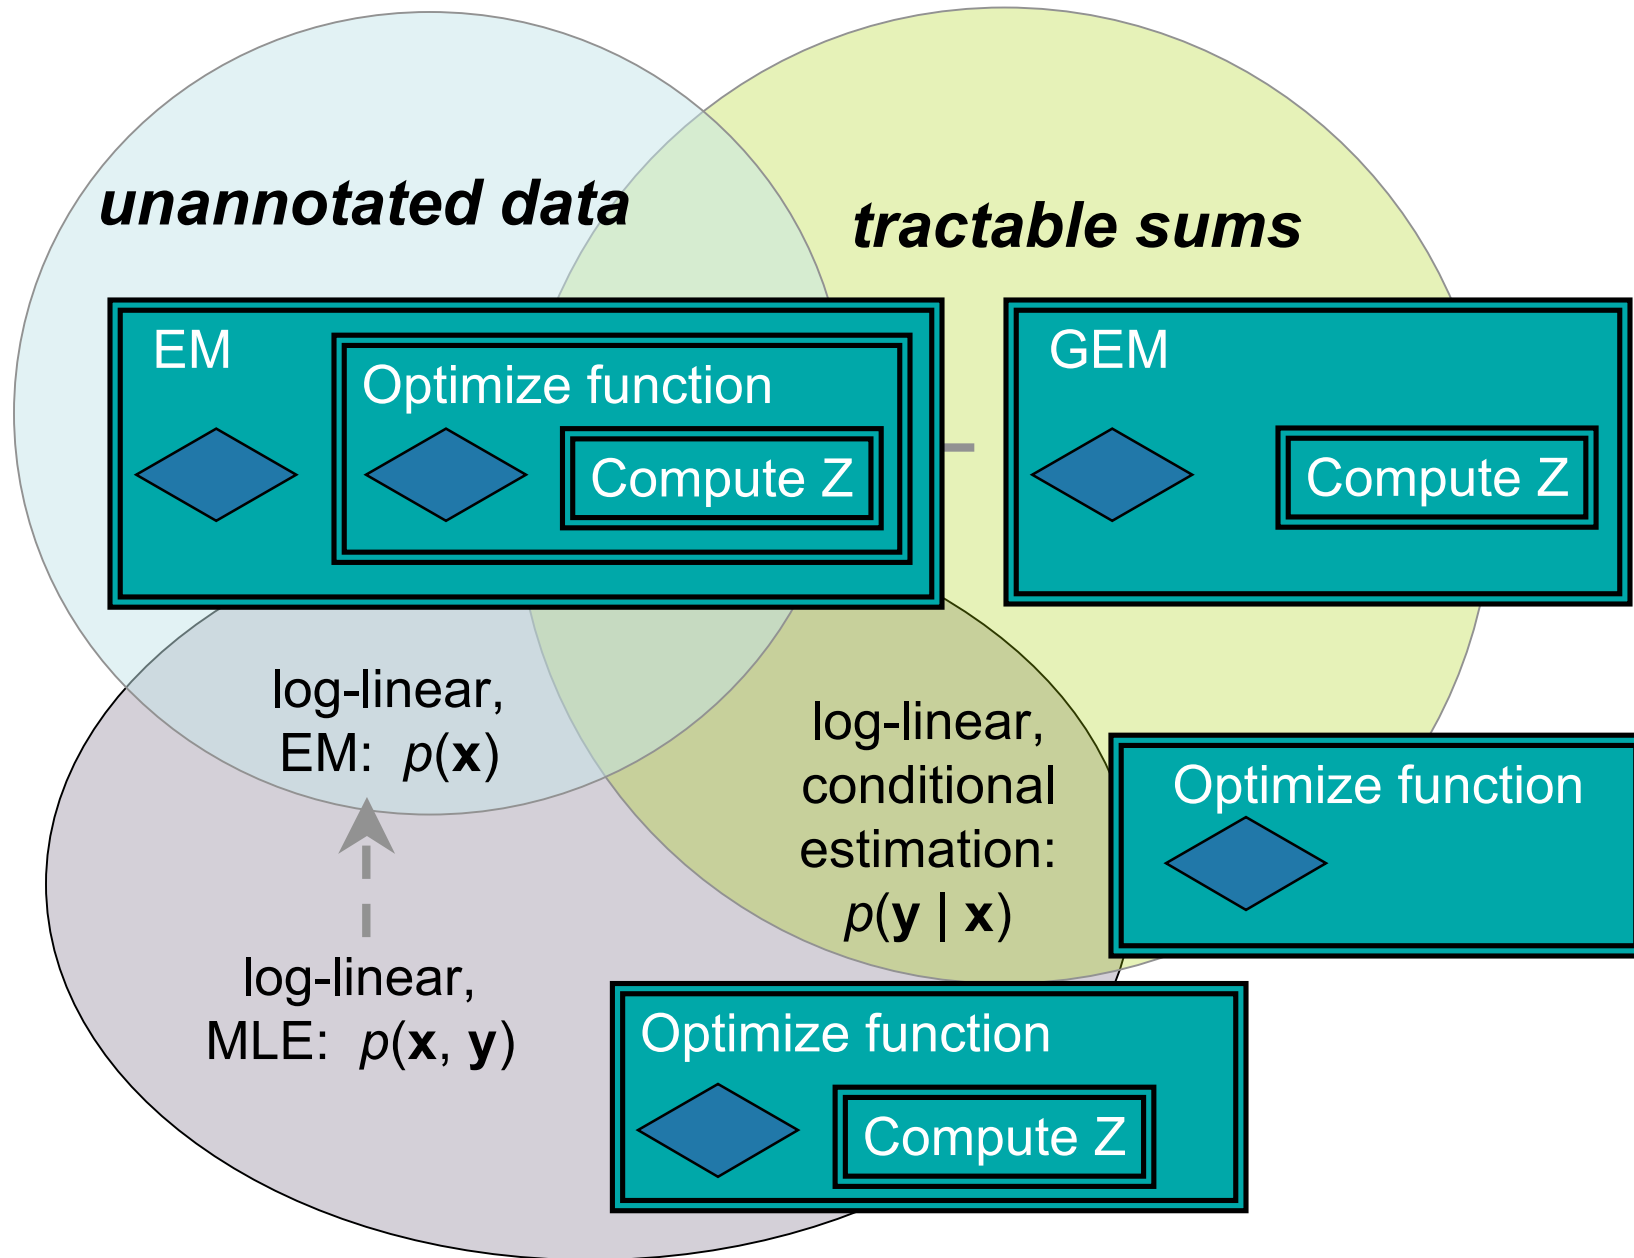 unannotated data
tractable sums
EM
Optimize function
Compute Z
GEM
Compute Z
log-linear,
EM: p(x)
log-linear,
conditional
estimation:
p(y | x)
Optimize function
log-linear,
MLE: p(x, y)
Optimize function
Compute Z